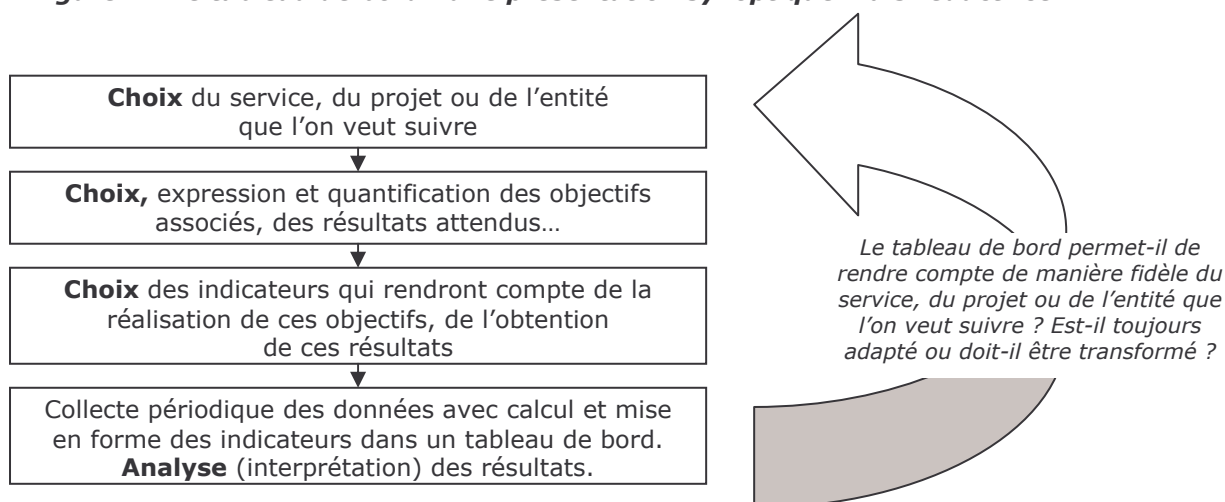 Choix du service, du projet ou de l'entité
que l'on veut suivre
Choix, expression et quantification des objectifs
associés, des résultats attendus…
Choix des indicateurs qui rendront compte de la
réalisation de ces objectifs, de l'obtention
de ces résultats
Collecte périodique des données avec calcul et mise
en forme des indicateurs dans un tableau de bord.
Analyse (interprétation) des résultats.
Le tableau de bord permet-il de
rendre compte de manière fidèle du
service, du projet ou de l'entité que
l'on veut suivre ? Est-il toujours
adapté ou doit-il être transformé ?